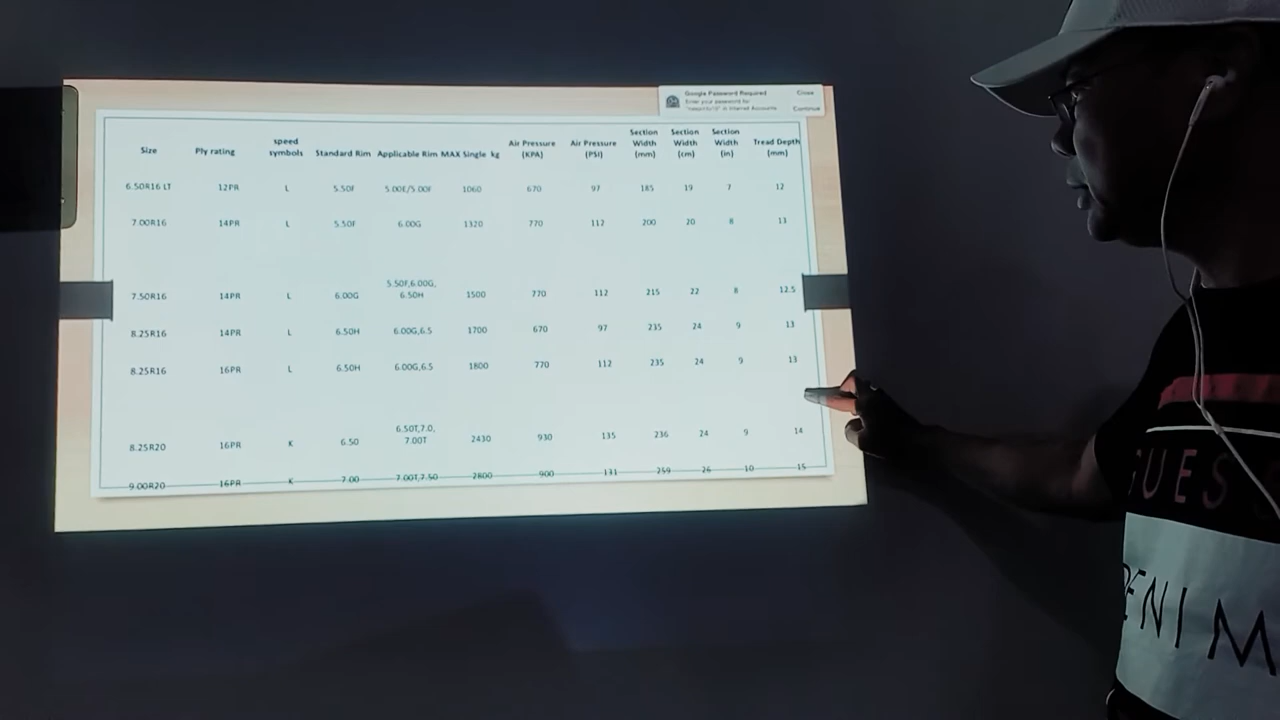 Google Password Required
Close
Enter your password for
in Internet Accounts
Continue
Size Ply rating speed symbols Standard Rim Applicable Rim MAX Single kg Air Pressure (KPA) Air Pressure (PSI) Section Width (mm) Section Width (cm) Section Width (in) Tread Depth (mm)
6.50R16 LT 12PR L 5.50F 5.00E/5.00F 1060 670 97 185 19 7 12
7.00R16 14PR L 5.50F 6.00G 1320 770 112 200 20 8 13
7.50R16 14PR L 6.00G 5.50F,6.00G, 6.50H 1500 770 112 215 22 8 12.5
8.25R16 14PR L 6.50H 6.00G,6.5 1700 670 97 235 24 9 13
8.25R16 16PR L 6.50H 6.00G,6.5 1800 770 112 235 24 9 13
8.25R20 16PR K 6.50 6.50T,7.0, 7.00T 2430 930 135 236 24 9 14
9.00R20 16PR K 7.00 7.00T,7.50 2800 900 131 259 26 10 15
GUESS
DENIM